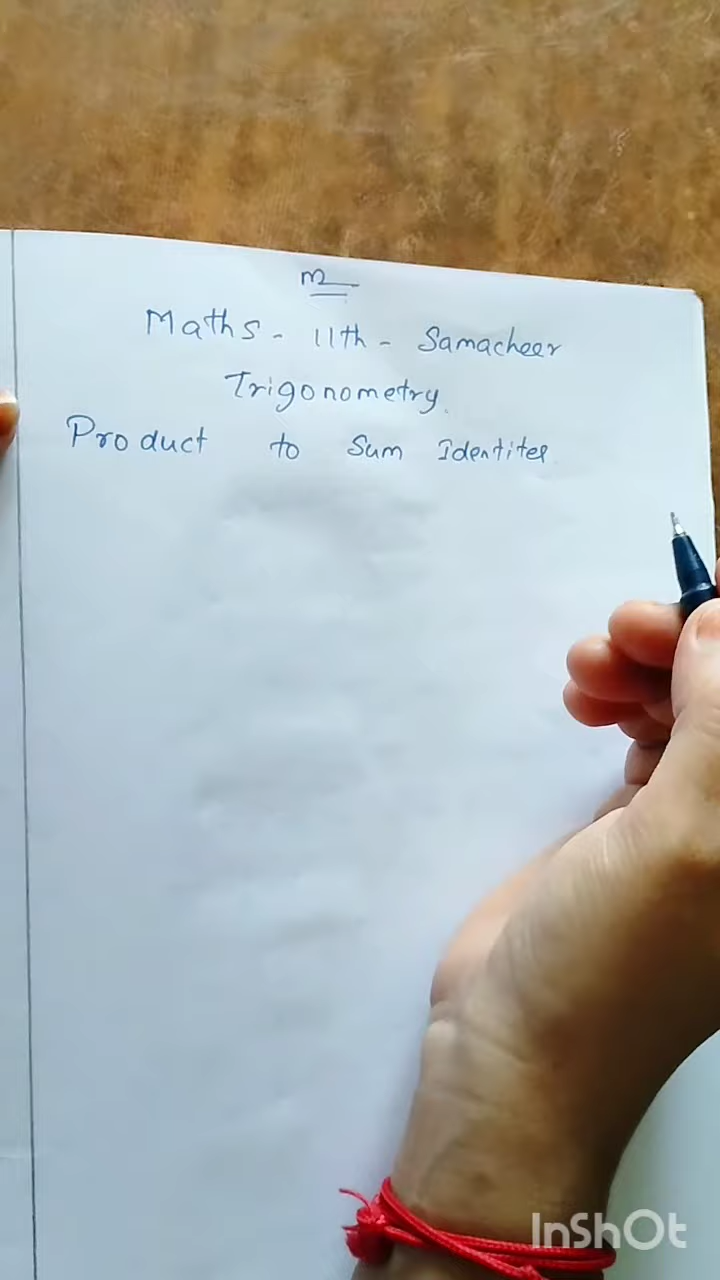 Maths - 11th - Samacheer
Trigonometry.
Product to Sum Identites
InShOt